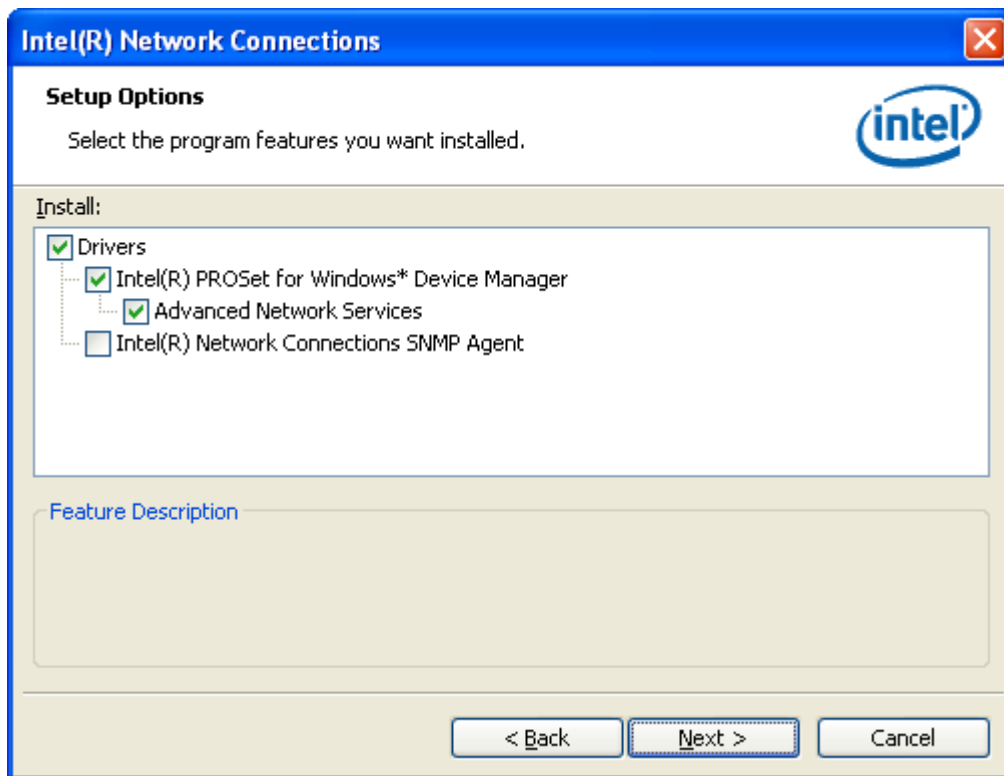 Intel(R) Network Connections
Setup Options
Select the program features you want installed.
intel
Install:
Drivers
Intel(R) PROSet for Windows* Device Manager
Advanced Network Services
Intel(R) Network Connections SNMP Agent
Feature Description
< Back Next > Cancel